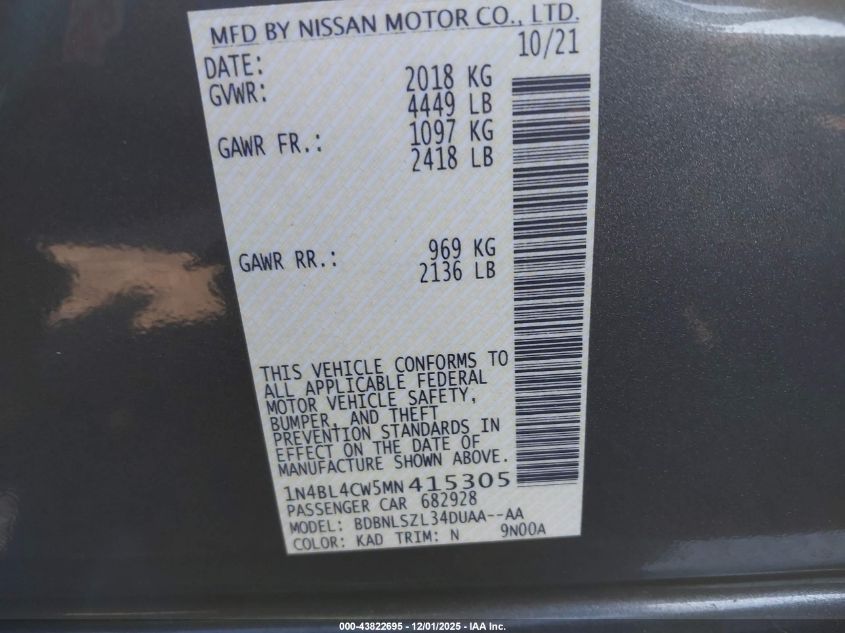 MFD BY NISSAN MOTOR CO., LTD.
DATE: 10/21
GVWR: 2018 KG
4449 LB
GAWR FR.: 1097 KG
2418 LB
GAWR RR.: 969 KG
2136 LB
THIS VEHICLE CONFORMS TO
ALL APPLICABLE FEDERAL
MOTOR VEHICLE SAFETY,
BUMPER, AND THEFT
PREVENTION STANDARDS IN
EFFECT ON THE DATE OF
MANUFACTURE SHOWN ABOVE.
1N4BL4CW5MN415305
PASSENGER CAR 682928
MODEL: BDBNLSZL34DUAA--AA
COLOR: KAD TRIM: N 9N00A
000-43822695 - 12/01/2025 - IAA Inc.